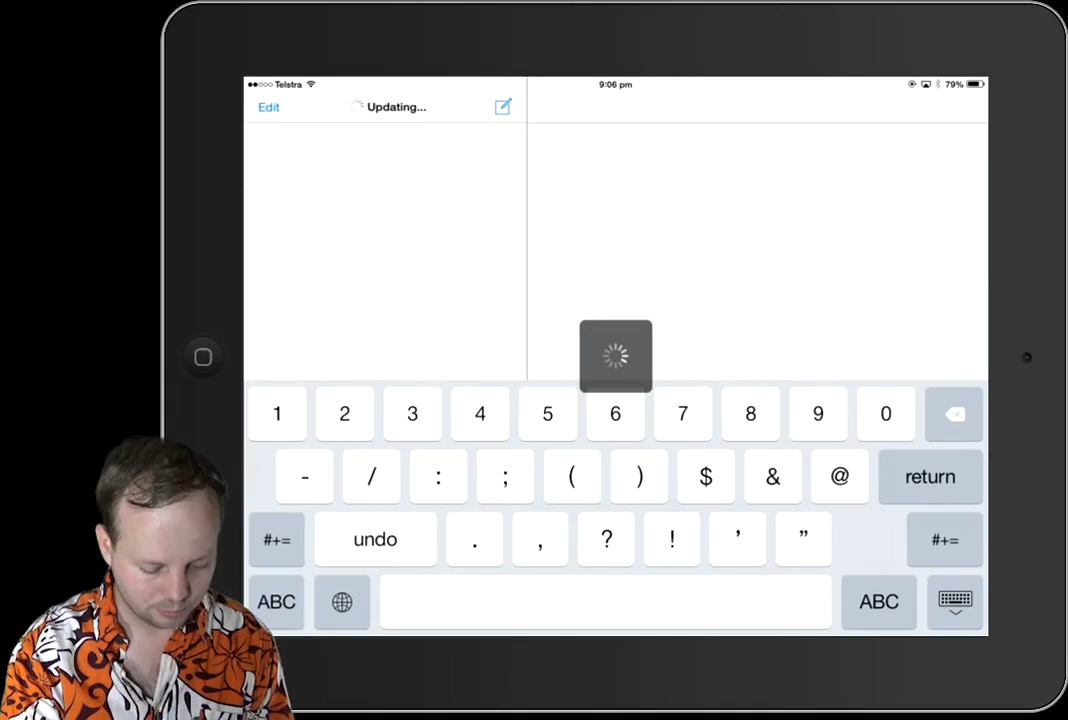 Telstra 9:06 pm 79%
Edit Updating...
1 2 3 4 5 6 7 8 9 0
- / : ; ( ) $ & @ return
#+= undo . , ? ! ’ ” #+=
ABC ABC